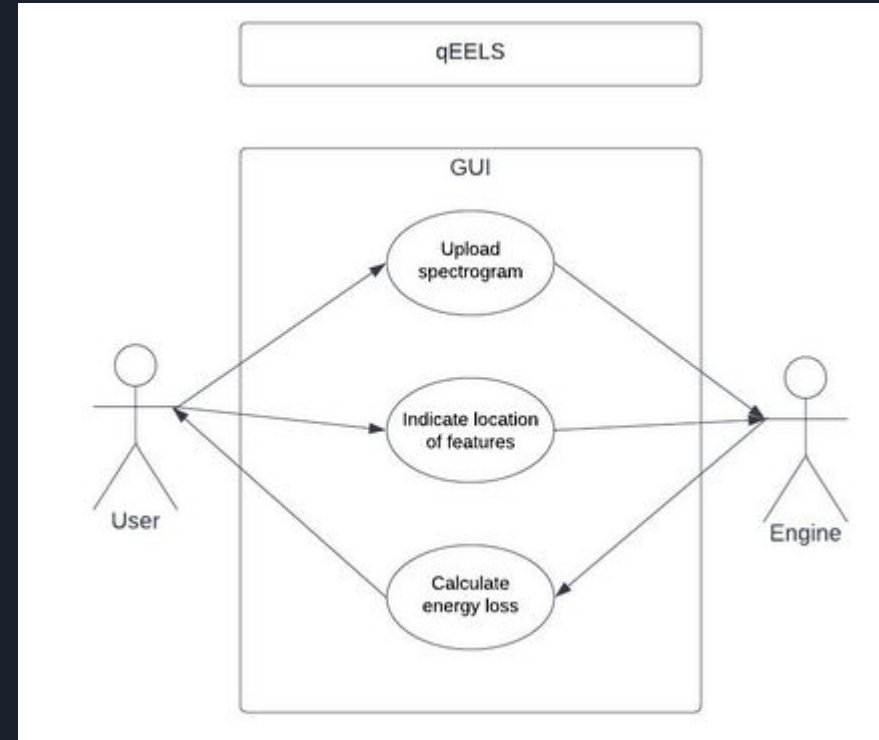 qEELS
GUI
Upload
spectrogram
Indicate location
of features
User
Engine
Calculate
energy loss